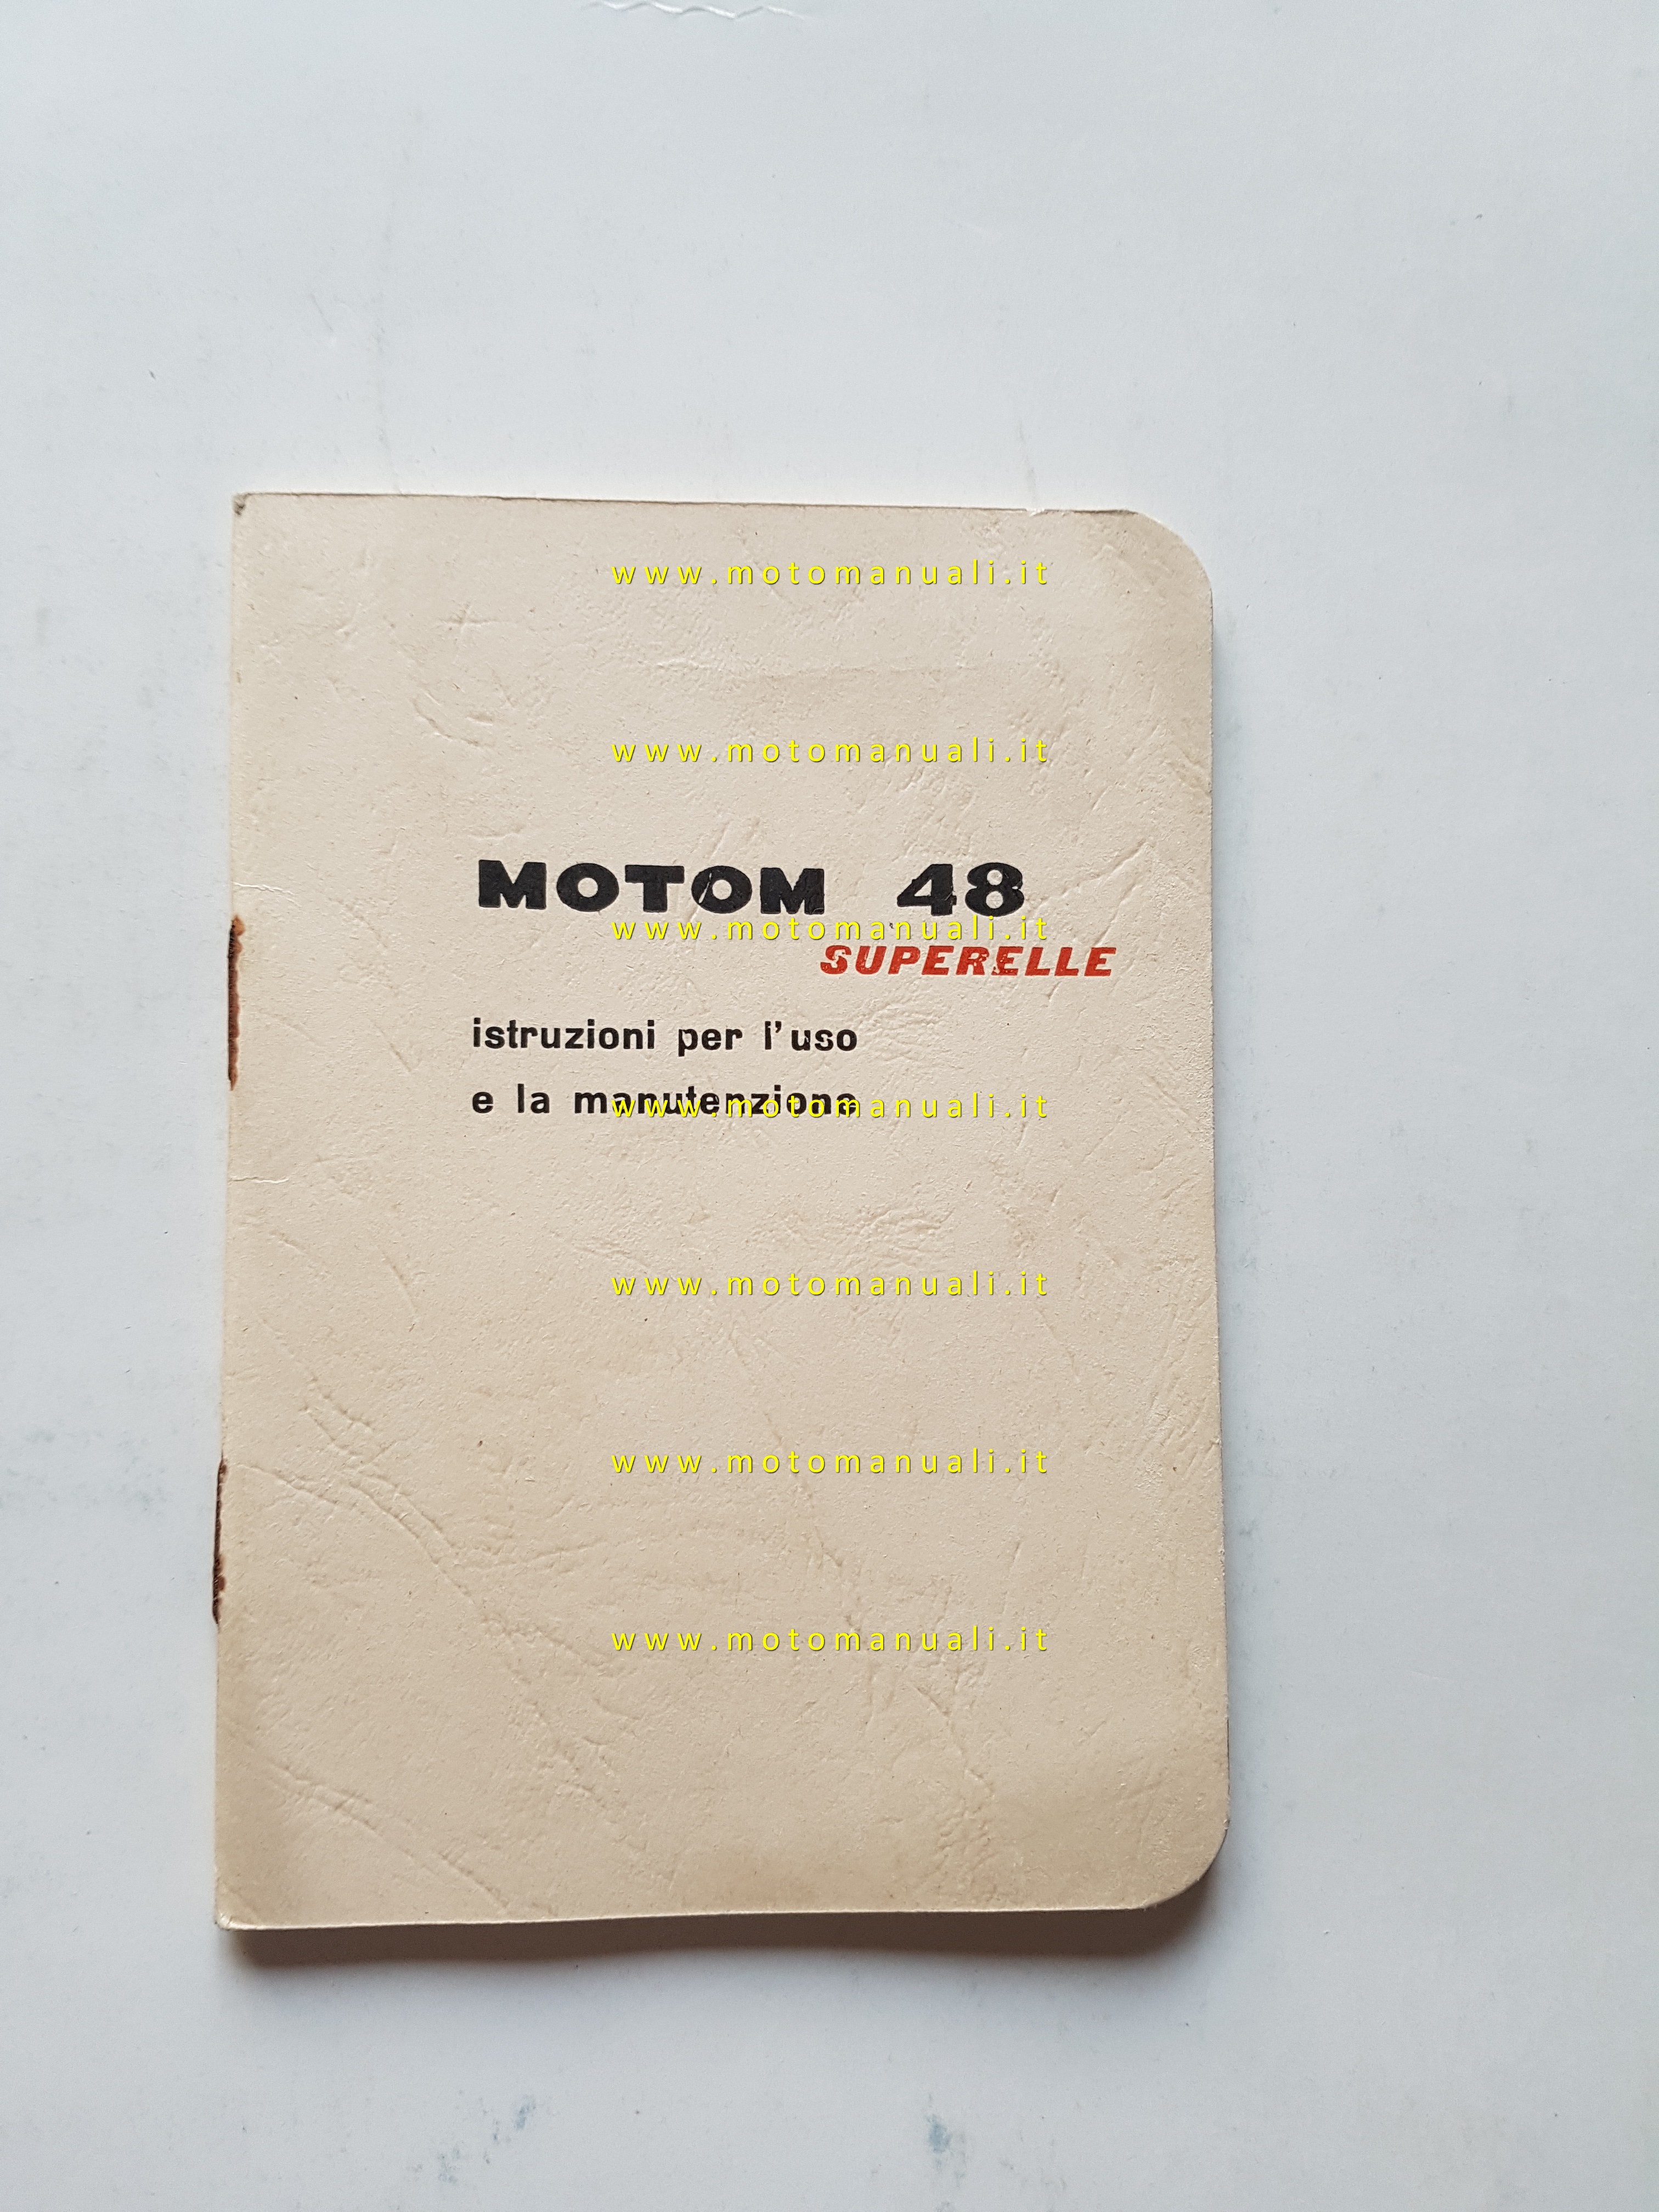 www.motomanuali.it
www.motomanuali.it
MOTOM 48
www.motomanuali.it
SUPERELLE
istruzioni per l'uso
e la manutenzione
www.motomanuali.it
www.motomanuali.it
www.motomanuali.it
www.motomanuali.it